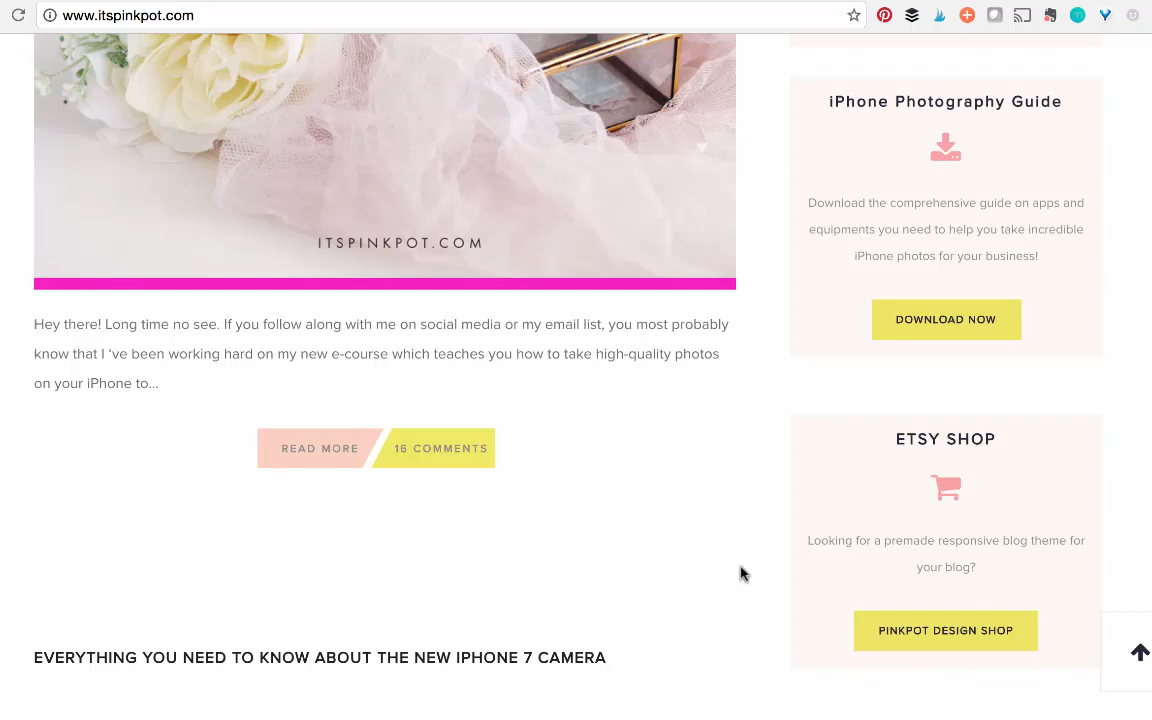 www.itspinkpot.com
ITSPINKPOT.COM
Hey there! Long time no see. If you follow along with me on social media or my email list, you most probably
know that I ‘ve been working hard on my new e-course which teaches you how to take high-quality photos
on your iPhone to...
READ MORE
16 COMMENTS
EVERYTHING YOU NEED TO KNOW ABOUT THE NEW IPHONE 7 CAMERA
iPhone Photography Guide
Download the comprehensive guide on apps and
equipments you need to help you take incredible
iPhone photos for your business!
DOWNLOAD NOW
ETSY SHOP
Looking for a premade responsive blog theme for
your blog?
PINKPOT DESIGN SHOP